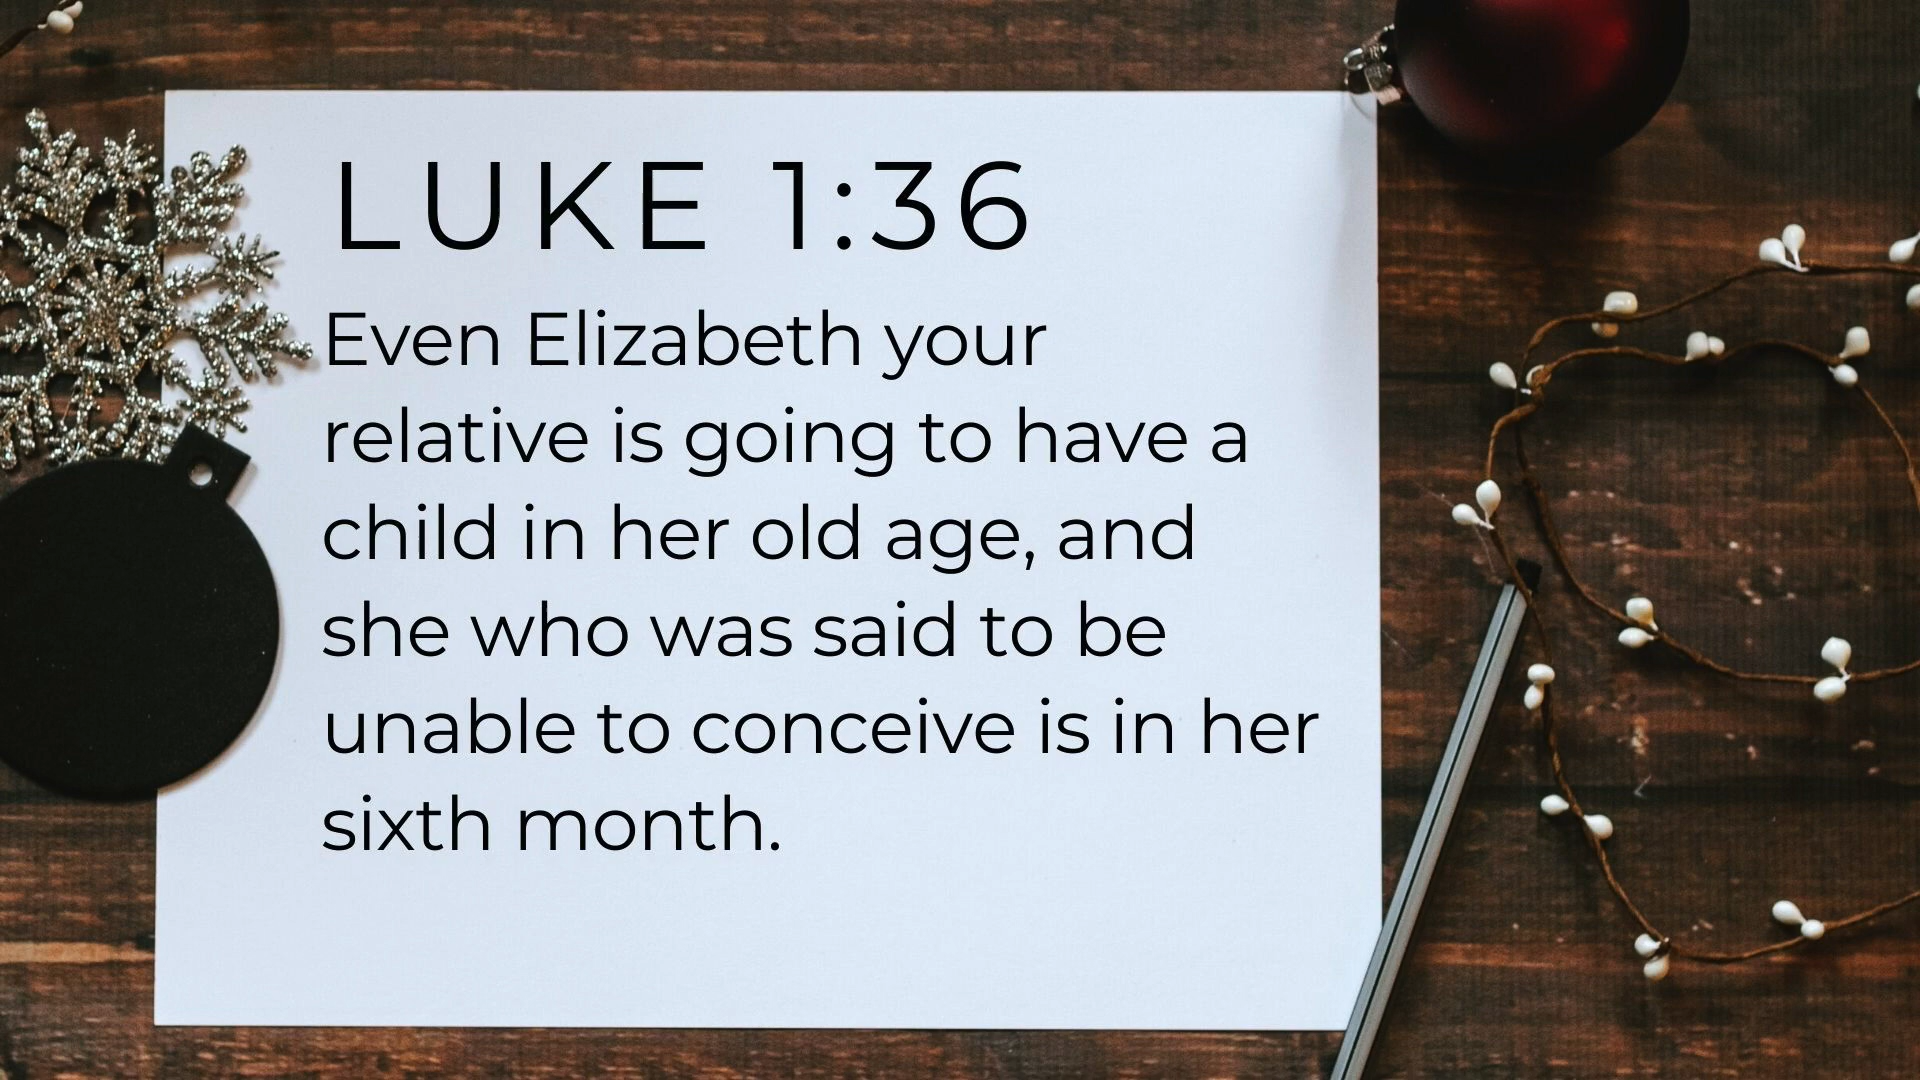 LUKE 1:36
Even Elizabeth your
relative is going to have a
child in her old age, and
she who was said to be
unable to conceive is in her
sixth month.